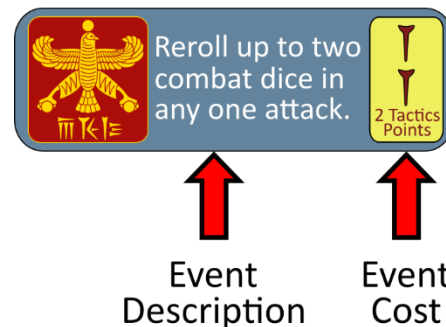 Reroll up to two
combat dice in
any one attack.
2 Tactics
Points
Event
Description
Event
Cost